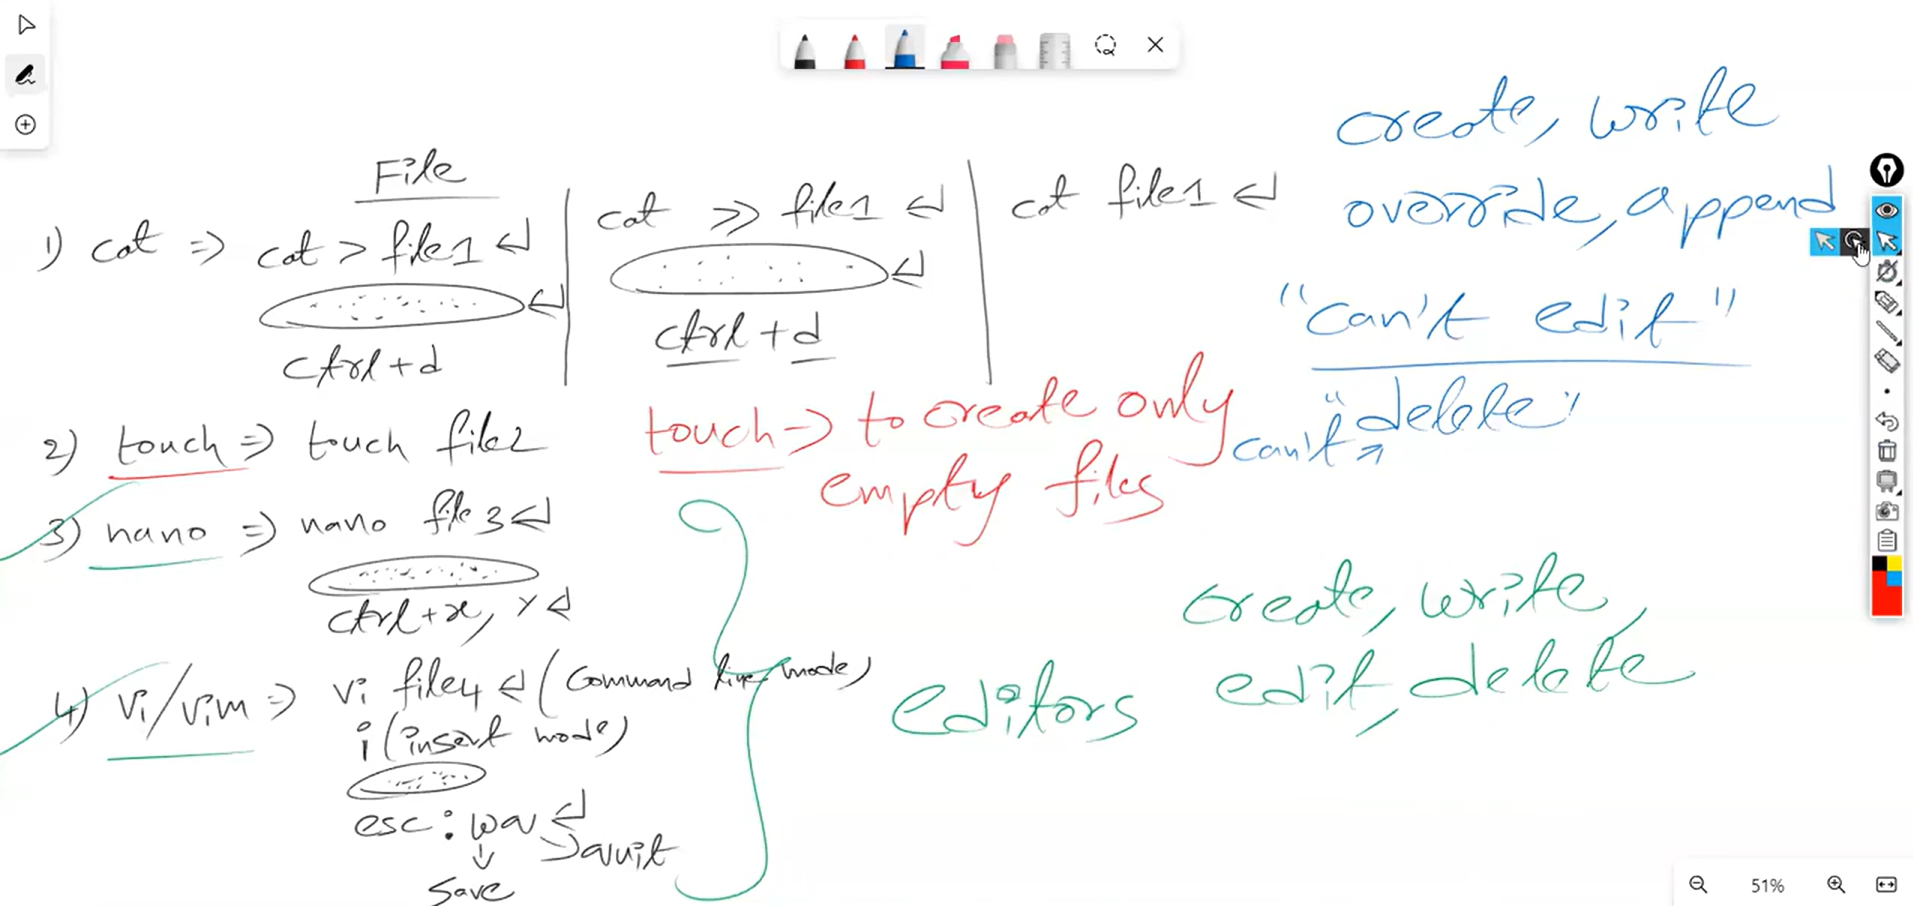 File
1) cat => cat > file1 ↵
ctrl+d
cat >> file1 ↵
ctrl + d
cat file1 ↵
create, write
override, append
"can't edit"
"delete"
can't ↗
2) touch => touch file2
touch => to create only
empty files
3) nano => nano file3 ↵
ctrl+x, Y ↵
4) vi/vim => vi file4 ↵ (Command line mode)
i (insert mode)
esc : wq ↵
→ quit
↓
save
editors
create, write,
edit, delete
51%